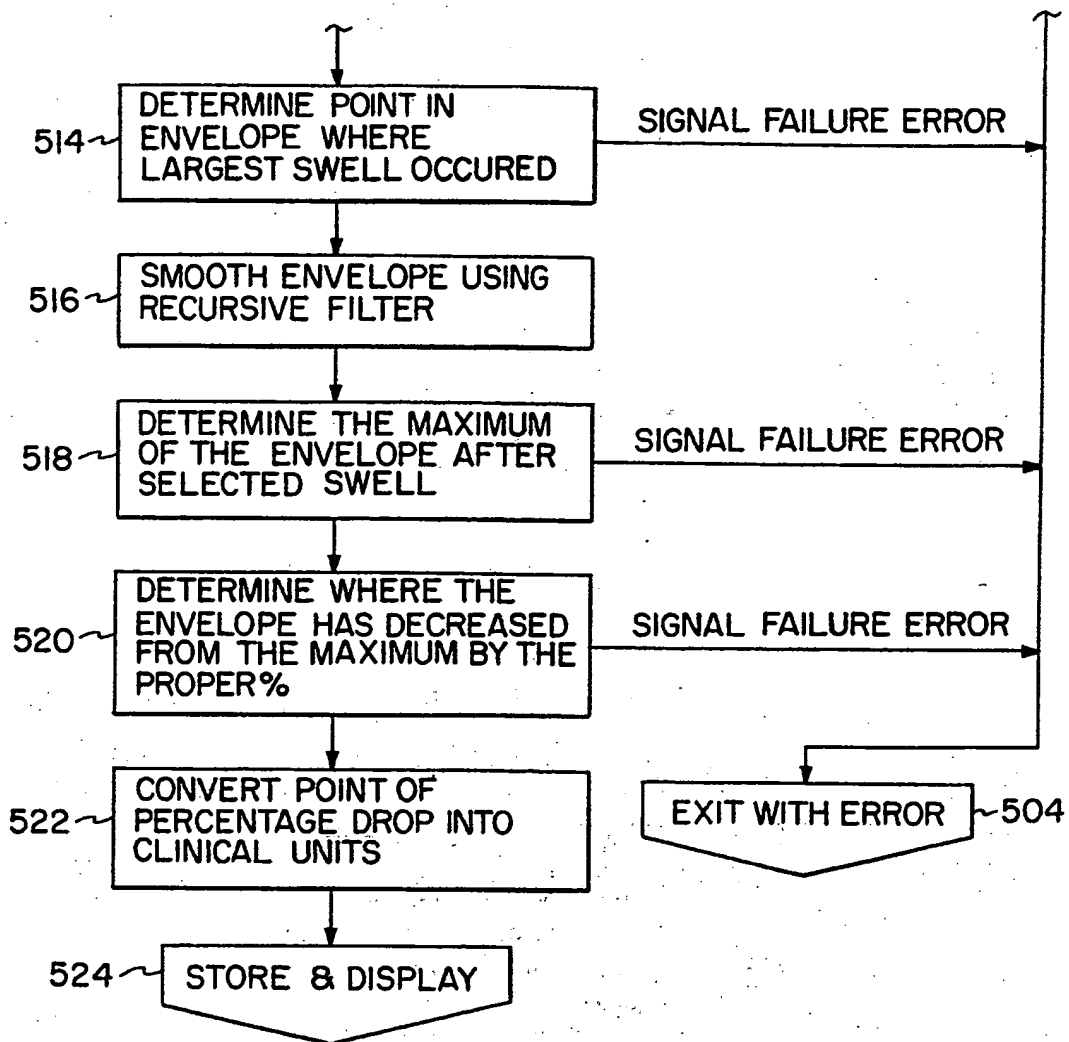 514
DETERMINE POINT IN
ENVELOPE WHERE
LARGEST SWELL OCCURED
SIGNAL FAILURE ERROR
516
SMOOTH ENVELOPE USING
RECURSIVE FILTER
518
DETERMINE THE MAXIMUM
OF THE ENVELOPE AFTER
SELECTED SWELL
SIGNAL FAILURE ERROR
520
DETERMINE WHERE THE
ENVELOPE HAS DECREASED
FROM THE MAXIMUM BY THE
PROPER%
SIGNAL FAILURE ERROR
522
CONVERT POINT OF
PERCENTAGE DROP INTO
CLINICAL UNITS
EXIT WITH ERROR
504
524
STORE & DISPLAY